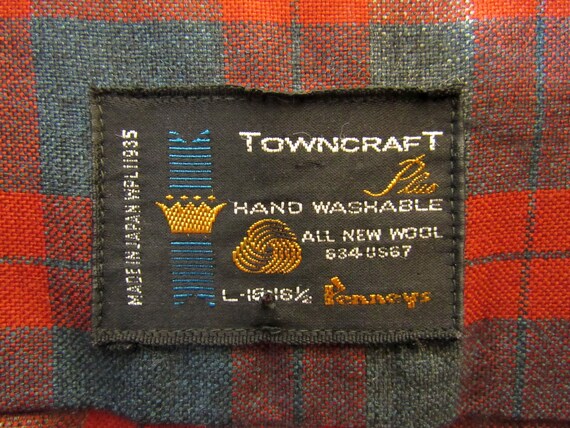 MADE IN JAPAN WPL 11935
TOWNCRAFT
Plus
HAND WASHABLE
ALL NEW WOOL
634 US67
L-16-16½
Penneys